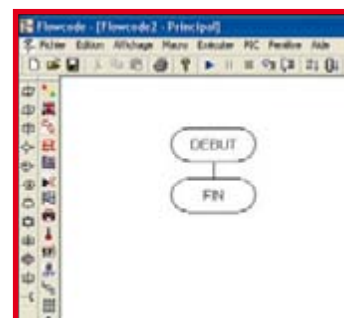 Flowcode - [Flowcode2 - Principal]
Fichier Edition Affichage Macro Exécuter PIC Fenêtre Aide
DEBUT
FIN